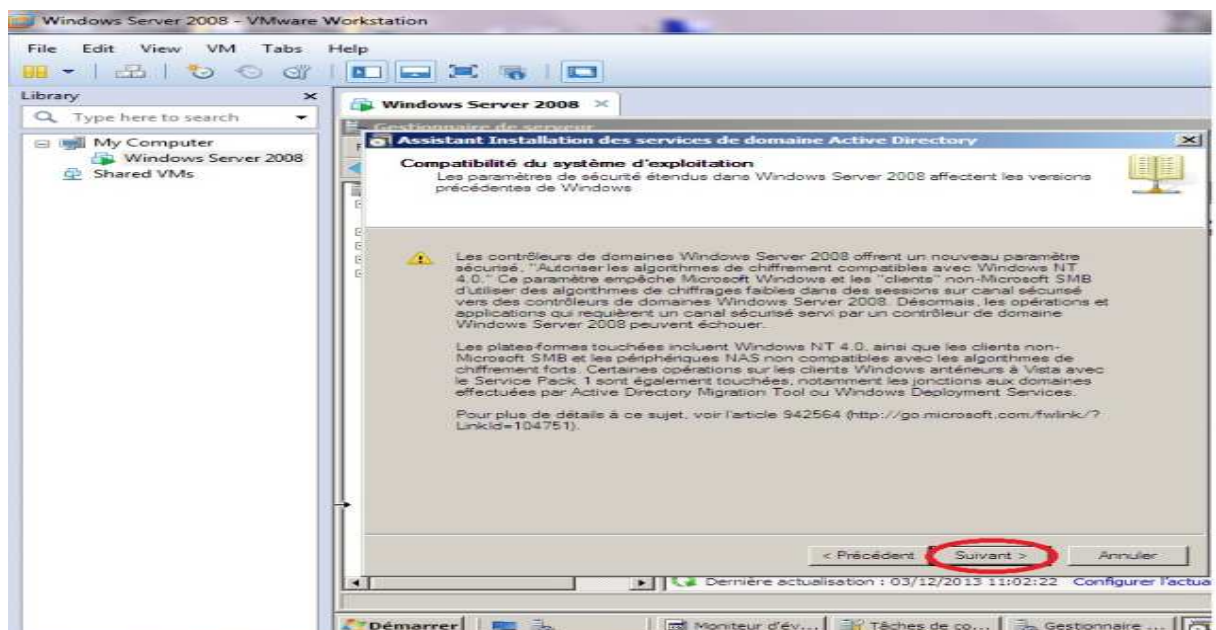 Windows Server 2008 - VMware Workstation
File Edit View VM Tabs Help
Library
Type here to search
My Computer
Windows Server 2008
Shared VMs
Windows Server 2008
Gestionnaire de serveur
Assistant Installation des services de domaine Active Directory
Compatibilité du système d'exploitation
Les paramètres de sécurité étendus dans Windows Server 2008 affectent les versions
précédentes de Windows
Les contrôleurs de domaines Windows Server 2008 offrent un nouveau paramètre
sécurisé, "Autoriser les algorithmes de chiffrement compatibles avec Windows NT
4.0." Ce paramètre empêche Microsoft Windows et les "clients" non-Microsoft SMB
d'utiliser des algorithmes de chiffrages faibles dans des sessions sur canal sécurisé
vers des contrôleurs de domaines Windows Server 2008. Désormais, les opérations et
applications qui requièrent un canal sécurisé servi par un contrôleur de domaine
Windows Server 2008 peuvent échouer.
Les plates-formes touchées incluent Windows NT 4.0, ainsi que les clients non-
Microsoft SMB et les périphériques NAS non compatibles avec les algorithmes de
chiffrement forts. Certaines opérations sur les clients Windows antérieurs à Vista avec
le Service Pack 1 sont également touchées, notamment les jonctions aux domaines
effectuées par Active Directory Migration Tool ou Windows Deployment Services.
Pour plus de détails à ce sujet, voir l'article 942564 (http://go.microsoft.com/fwlink/?
LinkId=104751).
< Précédent Suivant > Annuler
Dernière actualisation : 03/12/2013 11:02:22 Configurer l'actua
Démarrer Moniteur d'év... Tâches de co... Gestionnaire ...